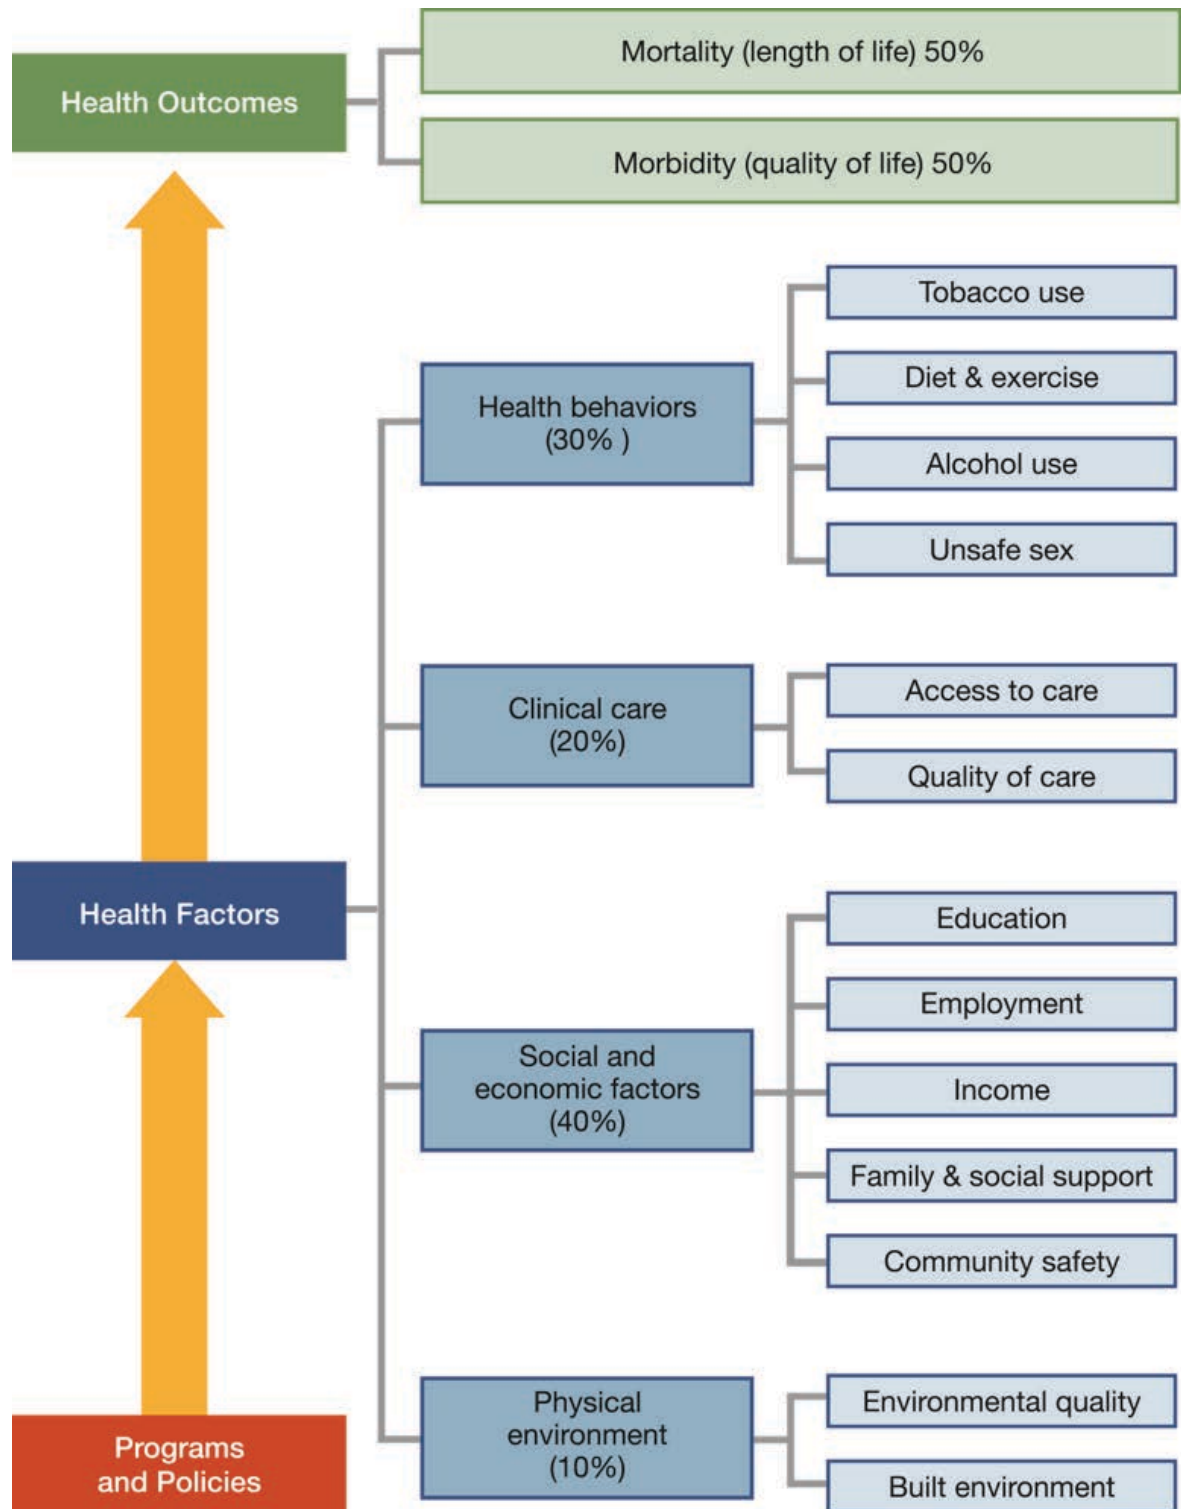 Health Outcomes
Mortality (length of life) 50%
Morbidity (quality of life) 50%
Health Factors
Health behaviors
(30% )
Tobacco use
Diet & exercise
Alcohol use
Unsafe sex
Clinical care
(20%)
Access to care
Quality of care
Social and
economic factors
(40%)
Education
Employment
Income
Family & social support
Community safety
Physical
environment
(10%)
Environmental quality
Built environment
Programs
and Policies